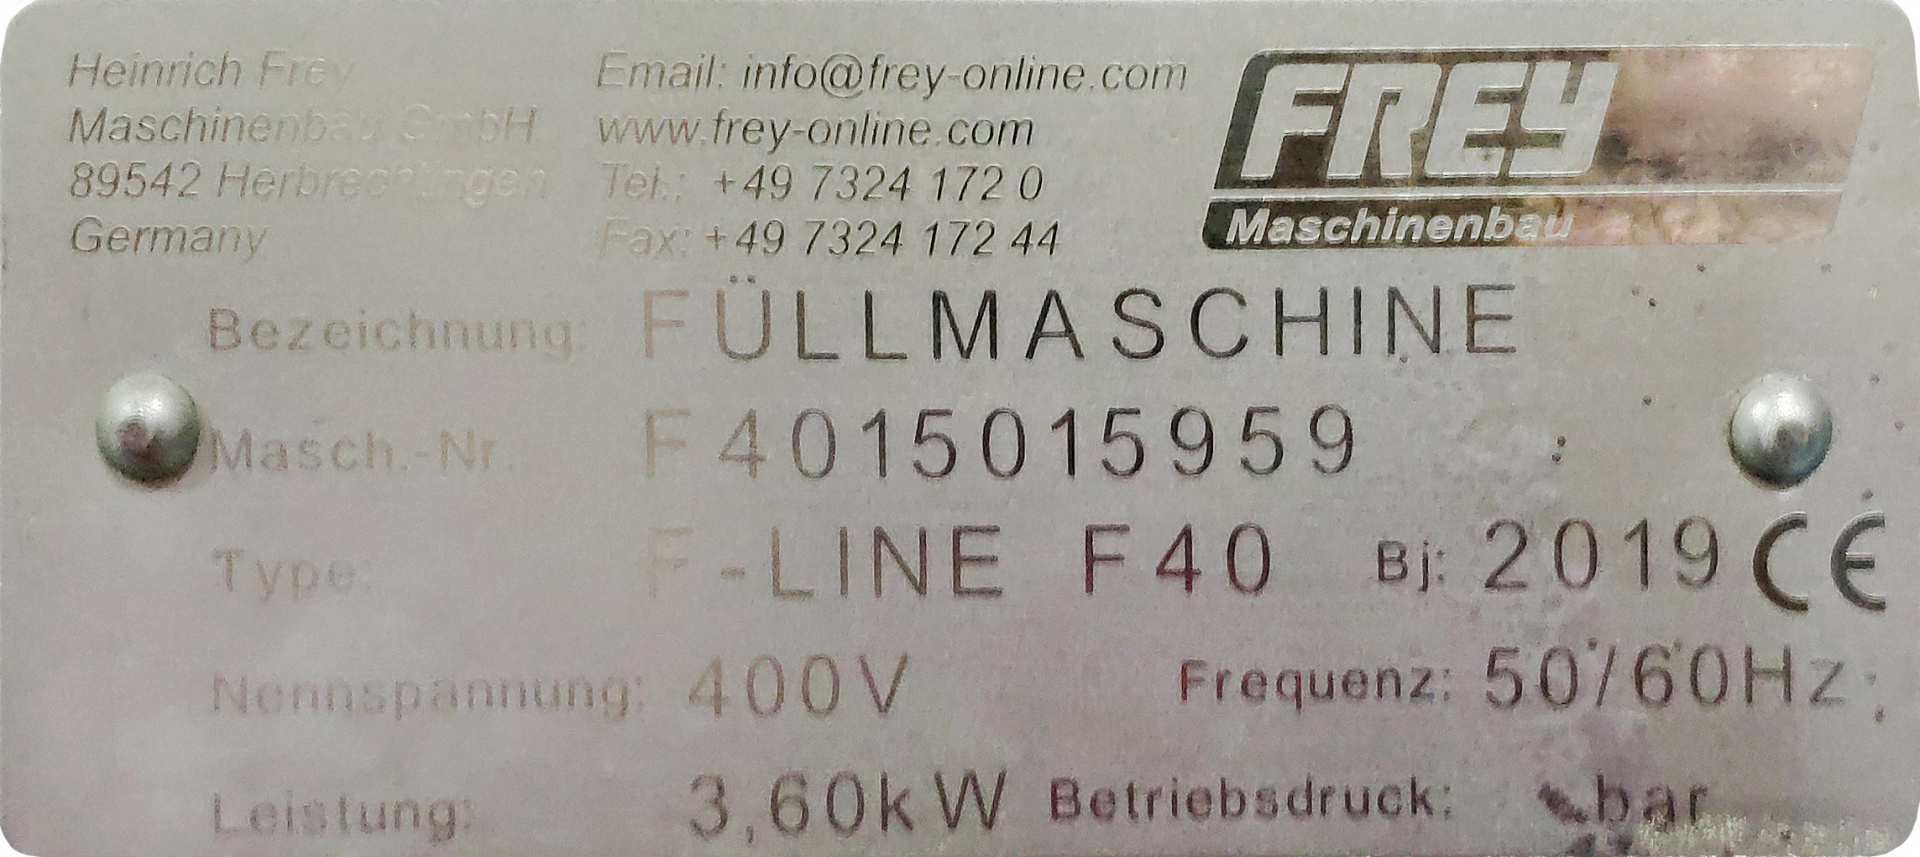 Heinrich Frey
Maschinenbau GmbH
89542 Herbrechtingen
Germany
Email: info@frey-online.com
www.frey-online.com
Tel.: +49 7324 172 0
Fax: +49 7324 172 44
FREY
Maschinenbau
Bezeichnung: FÜLLMASCHINE
Masch.-Nr. F4015015959
Type: F-LINE F40 Bj: 2019 CE
Nennspannung: 400V Frequenz: 50/60Hz
Leistung: 3,60kW Betriebsdruck: bar